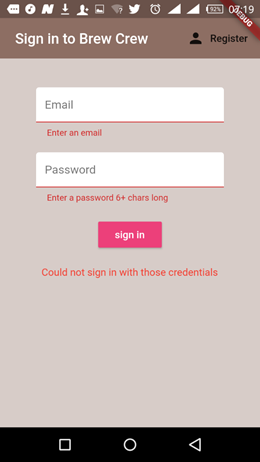 92% 07:19
DEBUG
Sign in to Brew Crew Register
Email
Enter an email
Password
Enter a password 6+ chars long
sign in
Could not sign in with those credentials